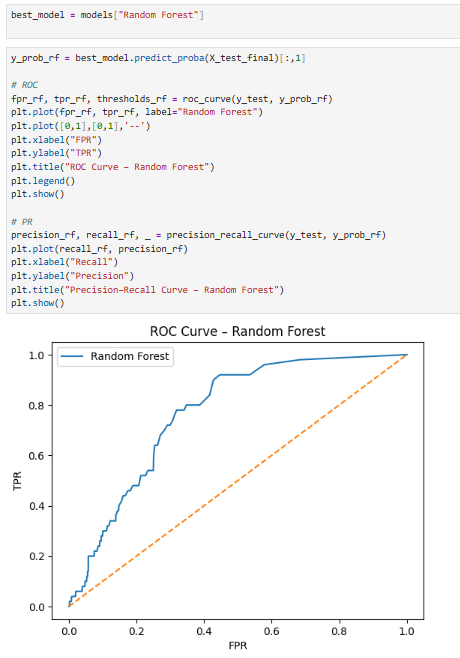 best_model = models["Random Forest"]
y_prob_rf = best_model.predict_proba(X_test_final)[:,1]
# ROC
fpr_rf, tpr_rf, thresholds_rf = roc_curve(y_test, y_prob_rf)
plt.plot(fpr_rf, tpr_rf, label="Random Forest")
plt.plot([0,1],[0,1],'--')
plt.xlabel("FPR")
plt.ylabel("TPR")
plt.title("ROC Curve – Random Forest")
plt.legend()
plt.show()
# PR
precision_rf, recall_rf, _ = precision_recall_curve(y_test, y_prob_rf)
plt.plot(recall_rf, precision_rf)
plt.xlabel("Recall")
plt.ylabel("Precision")
plt.title("Precision–Recall Curve – Random Forest")
plt.show()
ROC Curve – Random Forest
Random Forest
1.0
0.8
0.6
0.4
0.2
0.0
TPR
0.0 0.2 0.4 0.6 0.8 1.0
FPR